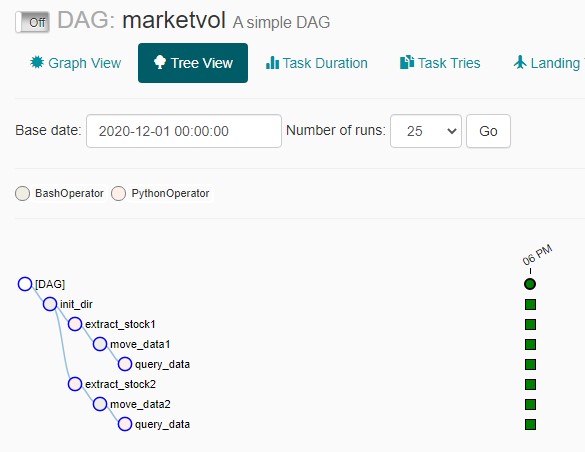 Off DAG: marketvol A simple DAG
Graph View Tree View Task Duration Task Tries Landing
Base date: 2020-12-01 00:00:00 Number of runs: 25 Go
BashOperator PythonOperator
06 PM
[DAG]
init_dir
extract_stock1
move_data1
query_data
extract_stock2
move_data2
query_data